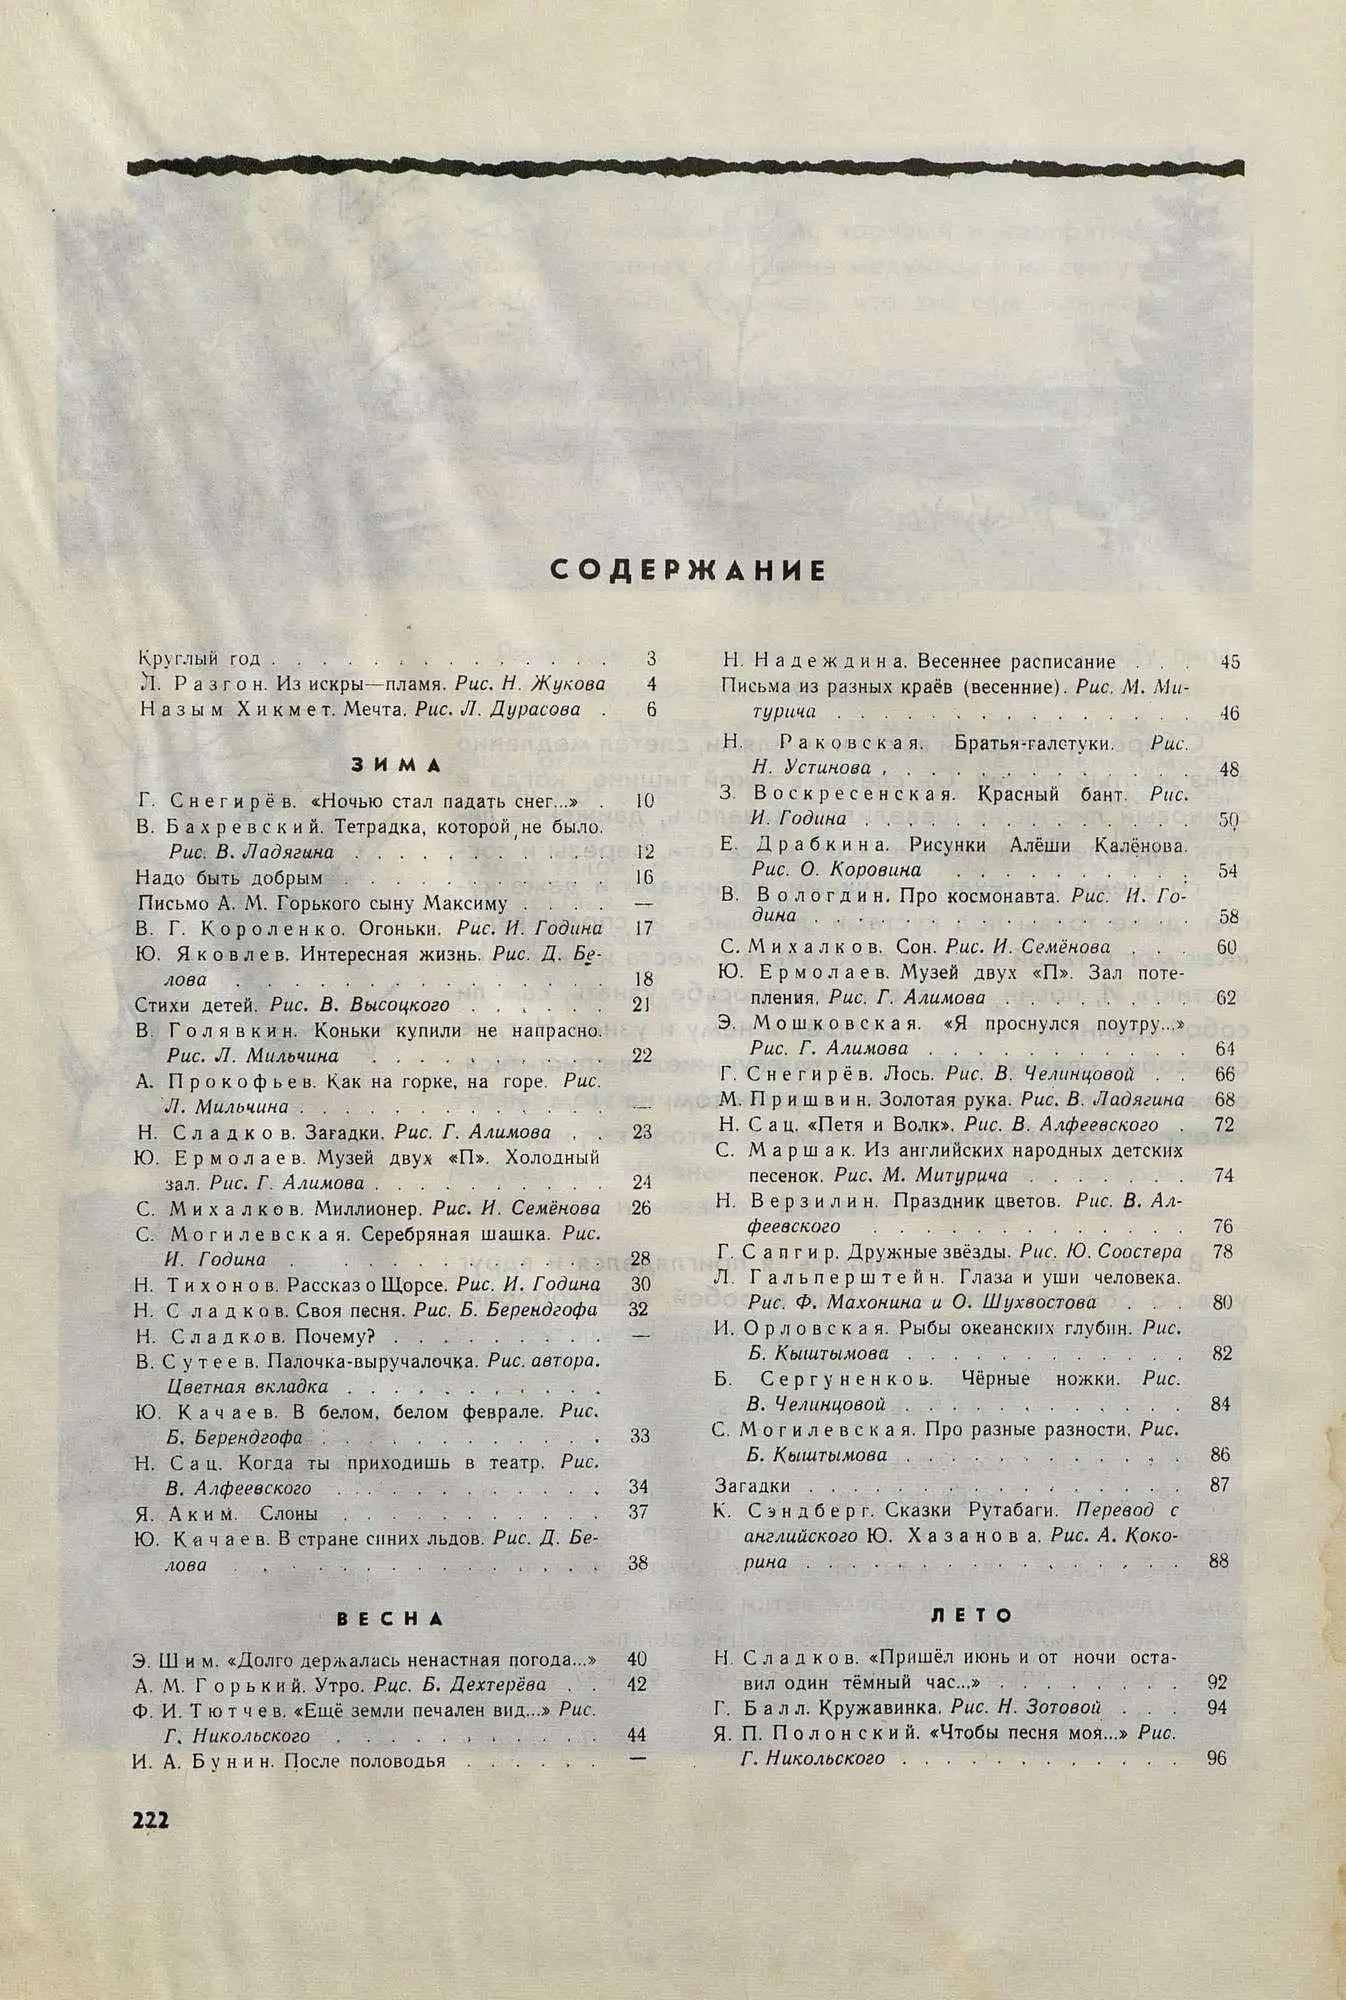 СОДЕРЖАНИЕ
Круглый год . . . . . . . . . . . . . . 3
Л. Разгон. Из искры—пламя. Рис. Н. Жукова 4
Назым Хикмет. Мечта. Рис. Л. Дурасова . 6
ЗИМА
Г. Снегирёв. «Ночью стал падать снег...» . 10
В. Бахревский. Тетрадка, которой не было.
Рис. В. Ладягина . . . . . . . . . . . 12
Надо быть добрым . . . . . . . . . . . 16
Письмо А. М. Горького сыну Максиму . . . . —
В. Г. Короленко. Огоньки. Рис. И. Година 17
Ю. Яковлев. Интересная жизнь. Рис. Д. Бе-
лова . . . . . . . . . . . . . . . . 18
Стихи детей. Рис. В. Высоцкого . . . . . . 21
В. Голявкин. Коньки купили не напрасно.
Рис. Л. Мильчина . . . . . . . . . . 22
А. Прокофьев. Как на горке, на горе. Рис.
Л. Мильчина . . . . . . . . . . . . . —
Н. Сладков. Загадки. Рис. Г. Алимова . . 23
Ю. Ермолаев. Музей двух «П». Холодный
зал. Рис. Г. Алимова . . . . . . . . . . 24
С. Михалков. Миллионер. Рис. И. Семёнова 26
С. Могилевская. Серебряная шашка. Рис.
И. Година . . . . . . . . . . . . . 28
Н. Тихонов. Рассказ о Щорсе. Рис. И. Година 30
Н. Сладков. Своя песня. Рис. Б. Берендгофа 32
Н. Сладков. Почему? . . . . . . . . . —
В. Сутеев. Палочка-выручалочка. Рис. автора.
Цветная вкладка . . . . . . . . . . .
Ю. Качаев. В белом, белом феврале. Рис.
Б. Берендгофа . . . . . . . . . . . . 33
Н. Сац. Когда ты приходишь в театр. Рис.
В. Алфеевского . . . . . . . . . . . 34
Я. Аким. Слоны . . . . . . . . . . . 37
Ю. Качаев. В стране синих льдов. Рис. Д. Бе-
лова . . . . . . . . . . . . . . . . 38
ВЕСНА
Э. Шим. «Долго держалась ненастная погода...» 40
А. М. Горький. Утро. Рис. Б. Дехтерёва . . 42
Ф. И. Тютчев. «Ещё земли печален вид...» Рис.
Г. Никольского . . . . . . . . . . . 44
И. А. Бунин. После половодья . . . . . . —
Н. Надеждина. Весеннее расписание . . . 45
Письма из разных краёв (весенние). Рис. М. Ми-
турича . . . . . . . . . . . . . . . 46
Н. Раковская. Братья-галстуки. Рис.
Н. Устинова . . . . . . . . . . . . . 48
З. Воскресенская. Красный бант. Рис.
И. Година . . . . . . . . . . . . . . 50
Е. Драбкина. Рисунки Алёши Калёнова.
Рис. О. Коровина . . . . . . . . . . 54
В. Вологдин. Про космонавта. Рис. И. Го-
дина . . . . . . . . . . . . . . . . 58
С. Михалков. Сон. Рис. И. Семёнова . . . 60
Ю. Ермолаев. Музей двух «П». Зал поте-
пления. Рис. Г. Алимова . . . . . . . . 62
Э. Мошковская. «Я проснулся поутру...»
Рис. Г. Алимова . . . . . . . . . . . 64
Г. Снегирёв. Лось. Рис. В. Челинцовой . . 66
М. Пришвин. Золотая рука. Рис. В. Ладягина 68
Н. Сац. «Петя и Волк». Рис. В. Алфеевского . 72
С. Маршак. Из английских народных детских
песенок. Рис. М. Митурича . . . . . . . 74
Н. Верзилин. Праздник цветов. Рис. В. Ал-
феевского . . . . . . . . . . . . . 76
Г. Сапгир. Дружные звёзды. Рис. Ю. Соостера 78
Л. Гальперштейн. Глаза и уши человека.
Рис. Ф. Махонина и О. Шухвостова . . . 80
И. Орловская. Рыбы океанских глубин. Рис.
Б. Кыштымова . . . . . . . . . . . . 82
Б. Сергуненков. Чёрные ножки. Рис.
В. Челинцовой . . . . . . . . . . . . 84
С. Могилевская. Про разные разности. Рис.
Б. Кыштымова . . . . . . . . . . . . 86
Загадки . . . . . . . . . . . . . . . . 87
К. Сэндберг. Сказки Рутабаги. Перевод с
английского Ю. Хазанова. Рис. А. Коко-
рина . . . . . . . . . . . . . . . . 88
ЛЕТО
Н. Сладков. «Пришёл июнь и от ночи оста-
вил один тёмный час...» . . . . . . . . 92
Г. Балл. Кружавинка. Рис. Н. Зотовой . . . 94
Я. П. Полонский. «Чтобы песня моя...» Рис.
Г. Никольского . . . . . . . . . . . . 96
222